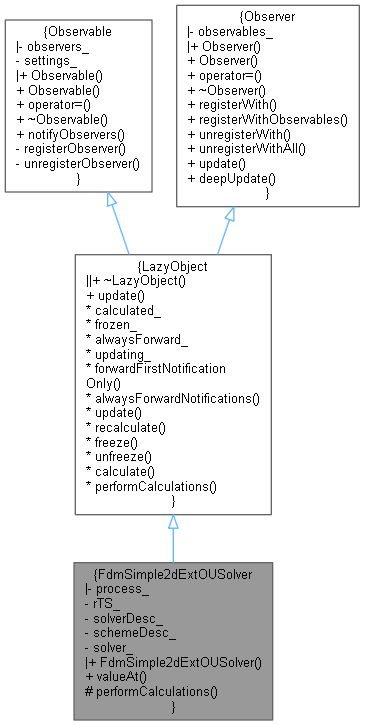 {Observable
|- observers_
- settings_
|+ Observable()
+ Observable()
+ operator=()
+ ~Observable()
+ notifyObservers()
- registerObserver()
- unregisterObserver()
}
{Observer
|- observables_
|+ Observer()
+ Observer()
+ operator=()
+ ~Observer()
+ registerWith()
+ registerWithObservables()
+ unregisterWith()
+ unregisterWithAll()
+ update()
+ deepUpdate()
}
{LazyObject
||+ ~LazyObject()
+ update()
* calculated_
* frozen_
* alwaysForward_
* updating_
* forwardFirstNotification
Only()
* alwaysForwardNotifications()
* update()
* recalculate()
* freeze()
* unfreeze()
* calculate()
* performCalculations()
}
{FdmSimple2dExtOUSolver
|- process_
- rTS_
- solverDesc_
- schemeDesc_
- solver_
|+ FdmSimple2dExtOUSolver()
+ valueAt()
# performCalculations()
}